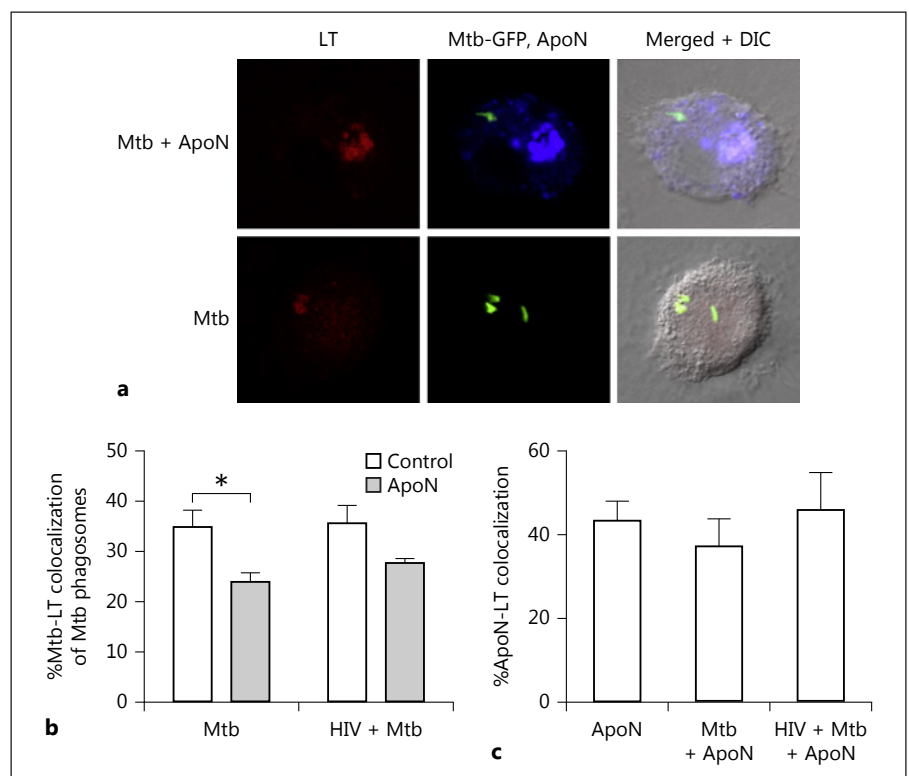 LT
Mtb-GFP, ApoN
Merged + DIC
Mtb + ApoN
Mtb
a
50
40
30
20
10
0
%Mtb-LT colocalization
of Mtb phagosomes
*
Control
ApoN
Mtb
HIV + Mtb
b
60
40
20
0
%ApoN-LT colocalization
ApoN
Mtb
+ ApoN
HIV + Mtb
+ ApoN
c